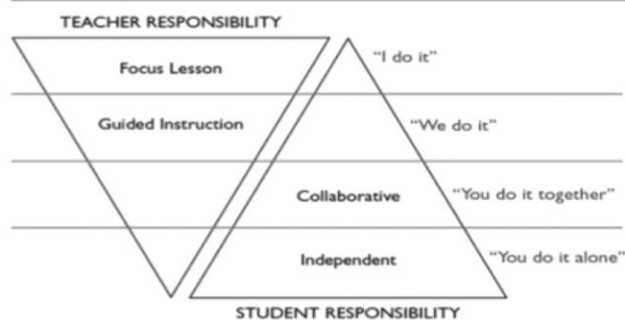 TEACHER RESPONSIBILITY
Focus Lesson
"I do it"
Guided Instruction
"We do it"
Collaborative
"You do it together"
Independent
"You do it alone"
STUDENT RESPONSIBILITY